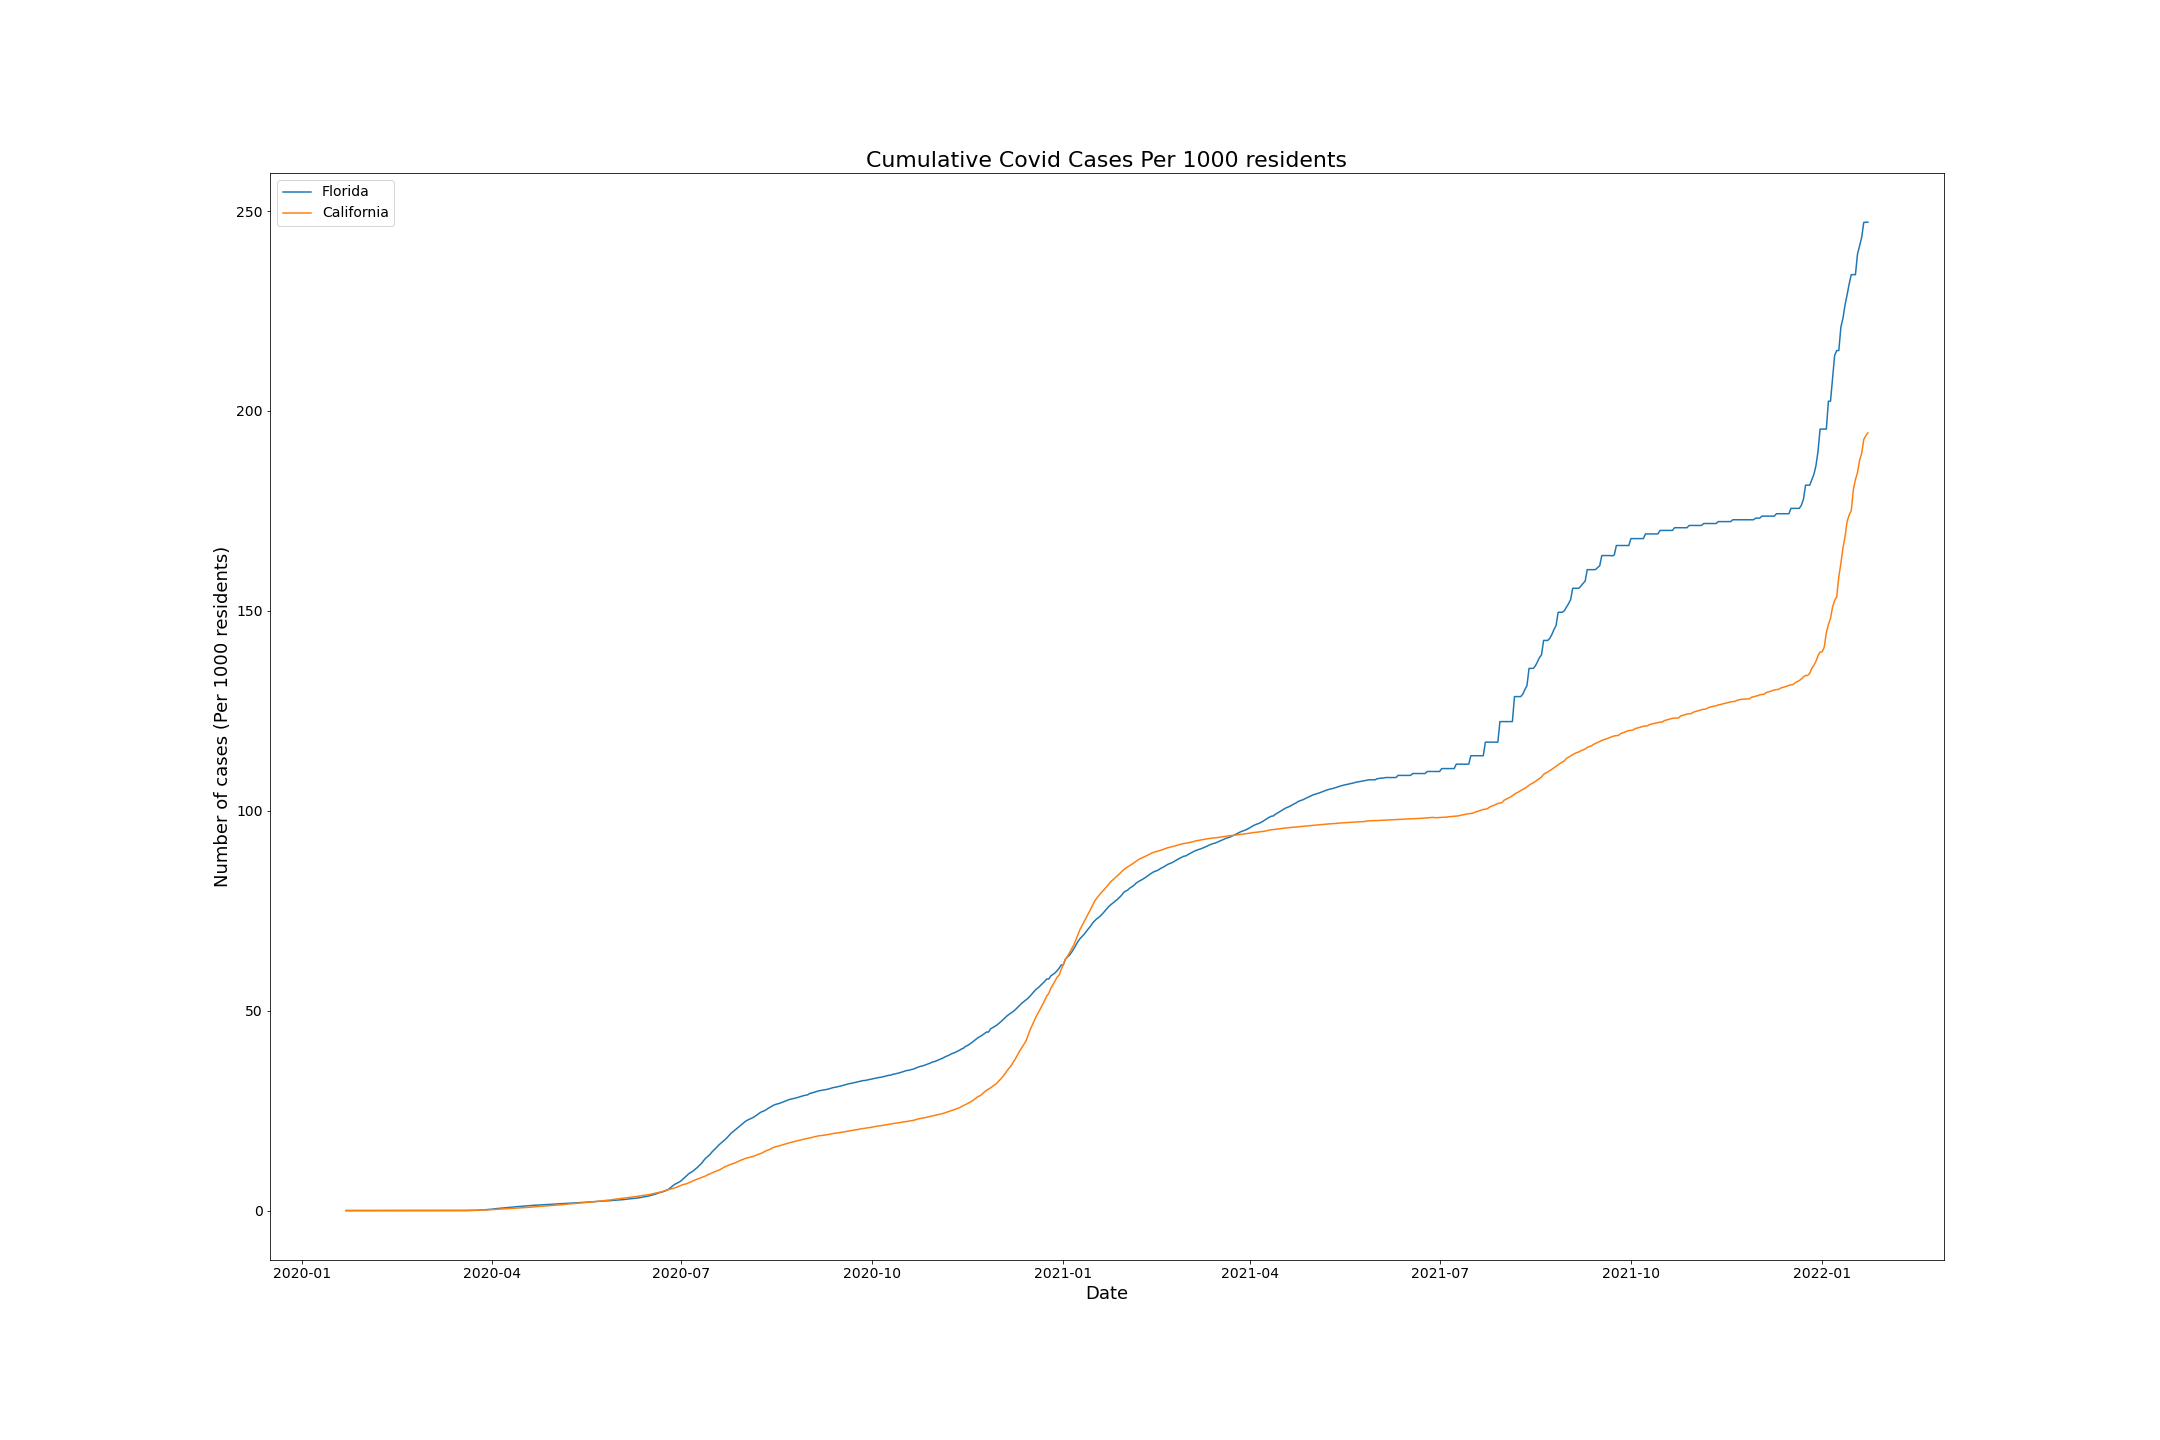 Cumulative Covid Cases Per 1000 residents
Florida
California
250
200
150
100
50
0
Number of cases (Per 1000 residents)
2020-01 2020-04 2020-07 2020-10 2021-01 2021-04 2021-07 2021-10 2022-01
Date